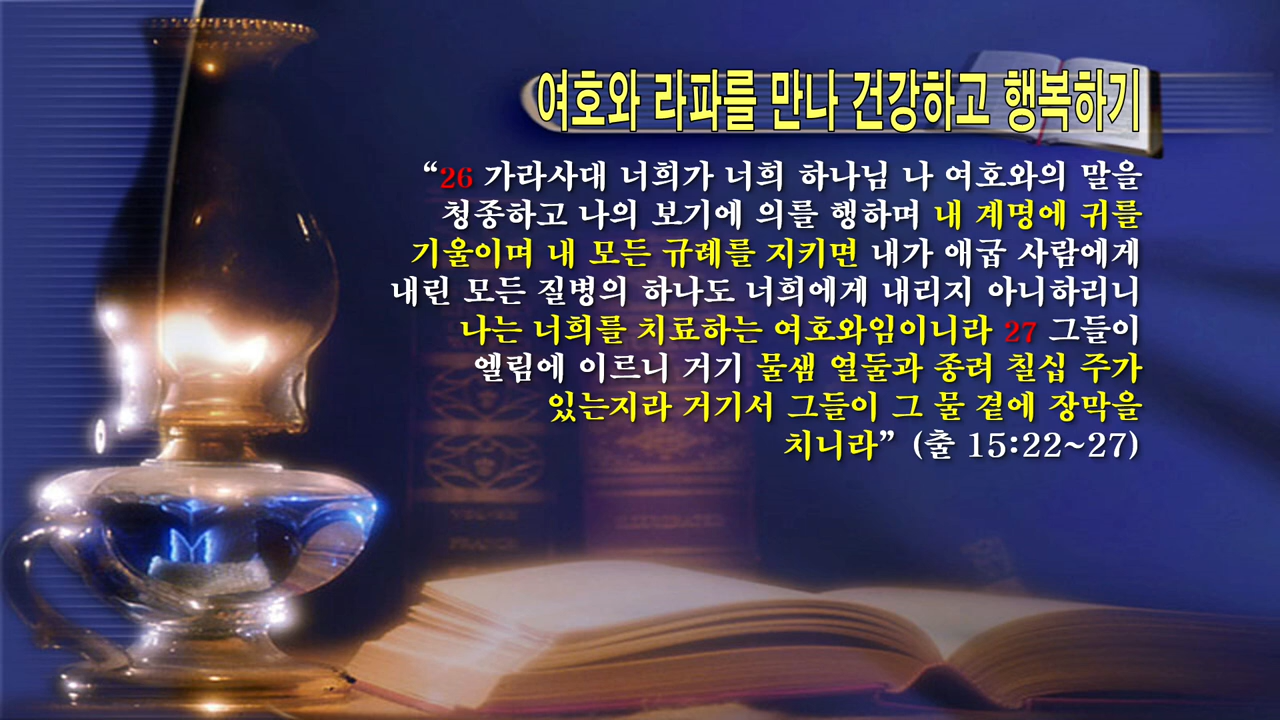 여호와 라파를 만나 건강하고 행복하기
“26 가라사대 너희가 너희 하나님 나 여호와의 말을
청종하고 나의 보기에 의를 행하며 내 계명에 귀를
기울이며 내 모든 규례를 지키면 내가 애굽 사람에게
내린 모든 질병의 하나도 너희에게 내리지 아니하리니
나는 너희를 치료하는 여호와임이니라 27 그들이
엘림에 이르니 거기 물샘 열둘과 종려 칠십 주가
있는지라 거기서 그들이 그 물 곁에 장막을
치니라” (출 15:22~27)
ILLUSTRATED
FRANCE